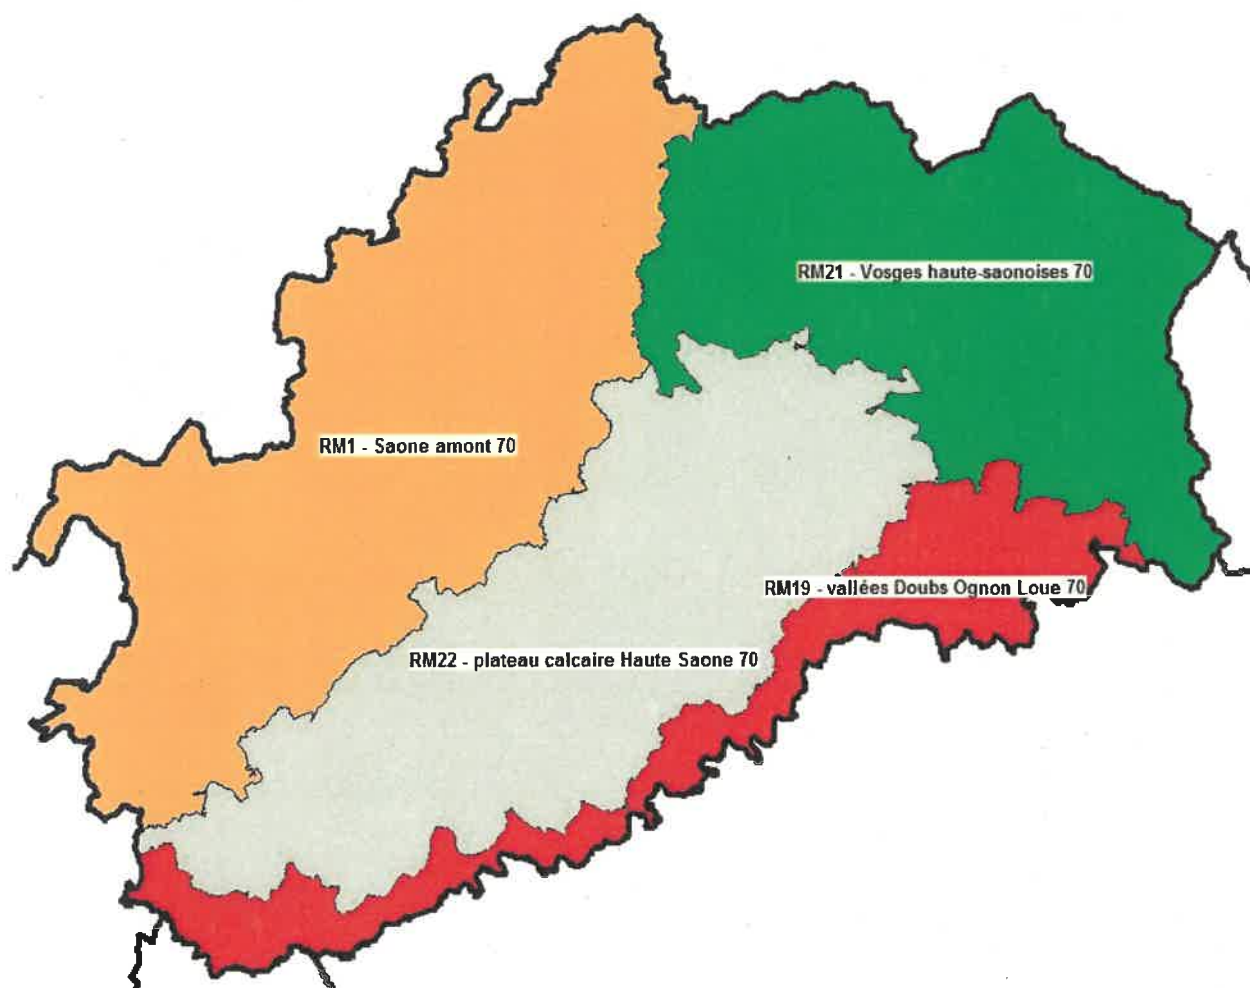 RM21 - Vosges haute-saonoises 70
RM1 - Saone amont 70
RM19 - vallées Doubs Ognon Loue 70
RM22 - plateau calcaire Haute Saone 70